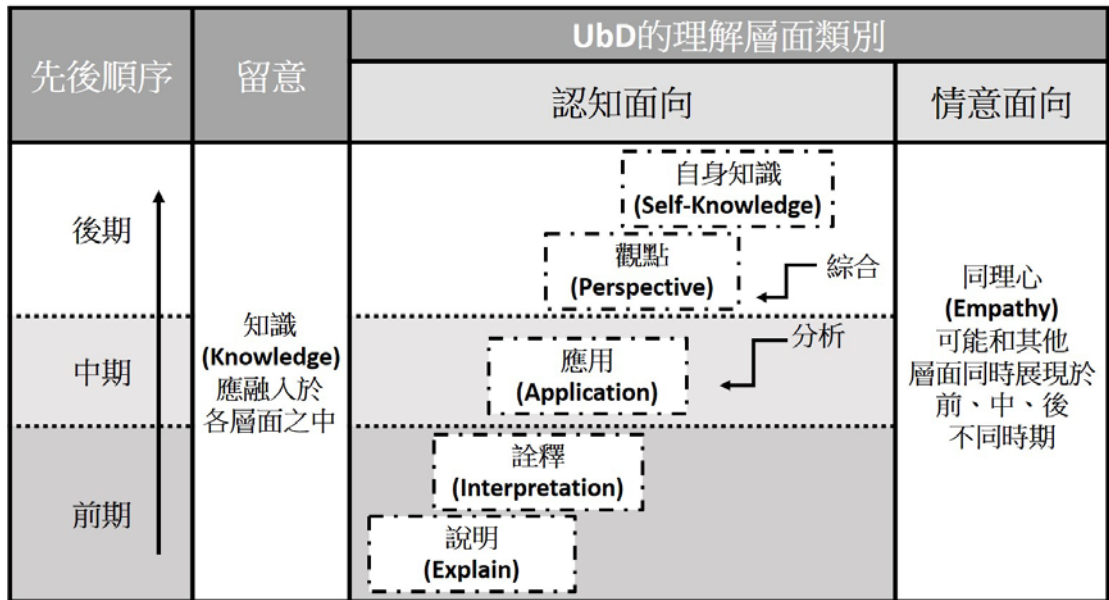 先後順序
留意
UbD的理解層面類別
認知面向
情意面向
後期
中期
前期
知識
(Knowledge)
應融入於
各層面之中
自身知識
(Self-Knowledge)
觀點
(Perspective)
綜合
應用
(Application)
分析
詮釋
(Interpretation)
說明
(Explain)
同理心
(Empathy)
可能和其他
層面同時展現於
前、中、後
不同時期